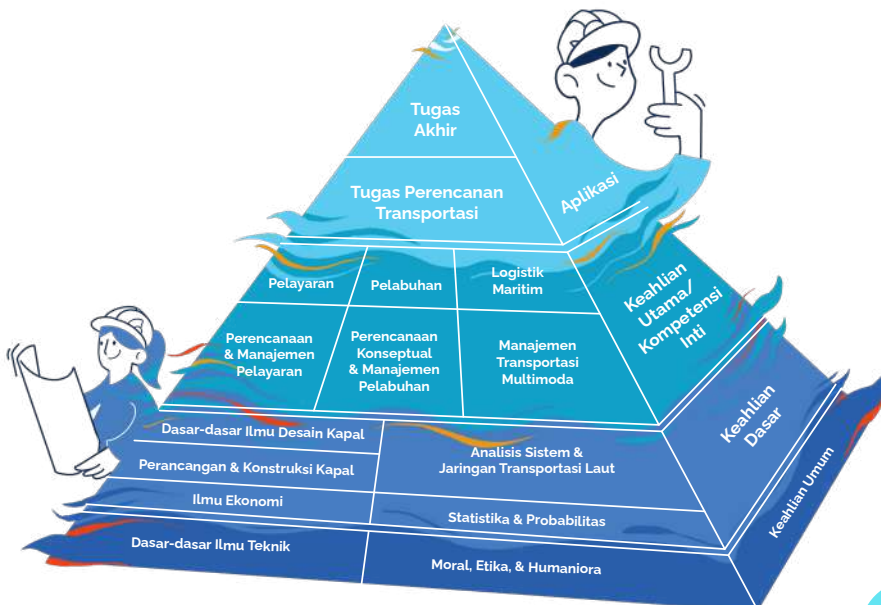 Tugas
Akhir
Tugas Perencanan
Transportasi
Aplikasi
Pelayaran
Pelabuhan
Logistik
Maritim
Keahlian
Utama/
Kompetensi
Inti
Perencanaan
& Manajemen
Pelayaran
Perencanaan
Konseptual
& Manajemen
Pelabuhan
Manajemen
Transportasi
Multimoda
Dasar-dasar Ilmu Desain Kapal
Perancangan & Konstruksi Kapal
Ilmu Ekonomi
Analisis Sistem &
Jaringan Transportasi Laut
Statistika & Probabilitas
Keahlian
Dasar
Dasar-dasar Ilmu Teknik
Moral, Etika, & Humaniora
Keahlian Umum